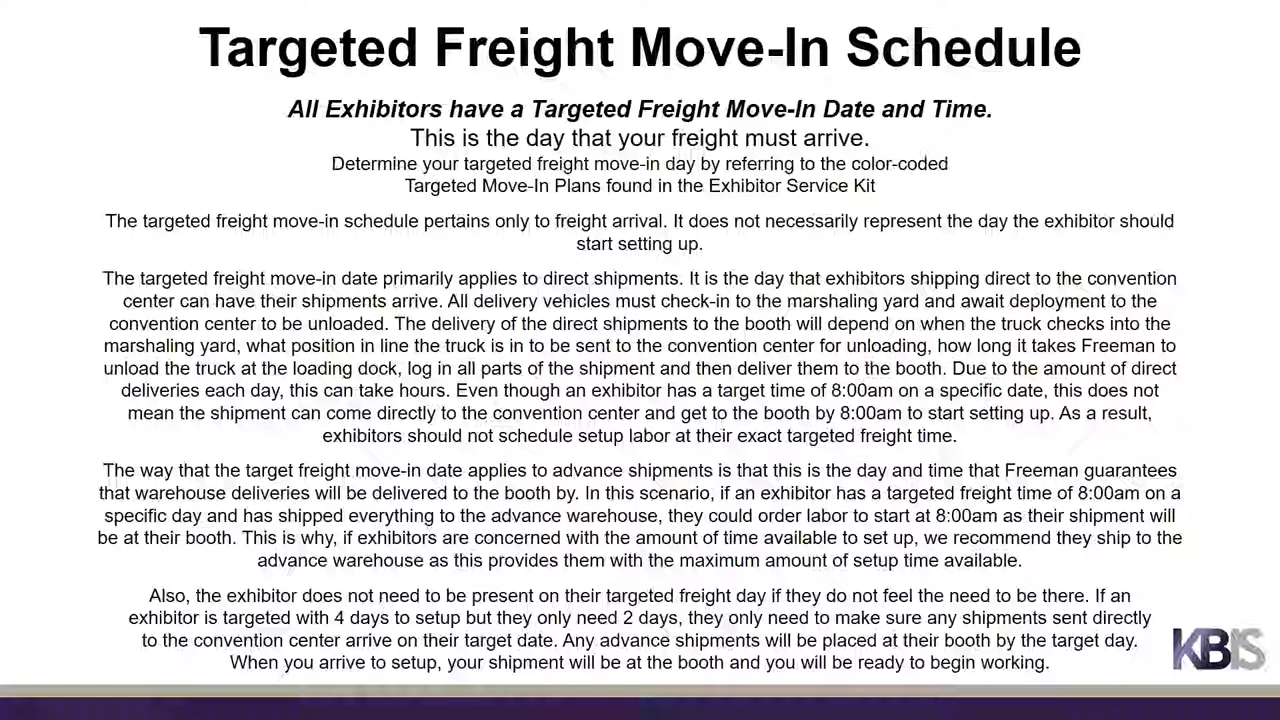 Targeted Freight Move-In Schedule
All Exhibitors have a Targeted Freight Move-In Date and Time.
This is the day that your freight must arrive.
Determine your targeted freight move-in day by referring to the color-coded
Targeted Move-In Plans found in the Exhibitor Service Kit
The targeted freight move-in schedule pertains only to freight arrival. It does not necessarily represent the day the exhibitor should
start setting up.
The targeted freight move-in date primarily applies to direct shipments. It is the day that exhibitors shipping direct to the convention
center can have their shipments arrive. All delivery vehicles must check-in to the marshaling yard and await deployment to the
convention center to be unloaded. The delivery of the direct shipments to the booth will depend on when the truck checks into the
marshaling yard, what position in line the truck is in to be sent to the convention center for unloading, how long it takes Freeman to
unload the truck at the loading dock, log in all parts of the shipment and then deliver them to the booth. Due to the amount of direct
deliveries each day, this can take hours. Even though an exhibitor has a target time of 8:00am on a specific date, this does not
mean the shipment can come directly to the convention center and get to the booth by 8:00am to start setting up. As a result,
exhibitors should not schedule setup labor at their exact targeted freight time.
The way that the target freight move-in date applies to advance shipments is that this is the day and time that Freeman guarantees
that warehouse deliveries will be delivered to the booth by. In this scenario, if an exhibitor has a targeted freight time of 8:00am on a
specific day and has shipped everything to the advance warehouse, they could order labor to start at 8:00am as their shipment will
be at their booth. This is why, if exhibitors are concerned with the amount of time available to set up, we recommend they ship to the
advance warehouse as this provides them with the maximum amount of setup time available.
Also, the exhibitor does not need to be present on their targeted freight day if they do not feel the need to be there. If an
exhibitor is targeted with 4 days to setup but they only need 2 days, they only need to make sure any shipments sent directly
to the convention center arrive on their target date. Any advance shipments will be placed at their booth by the target day.
When you arrive to setup, your shipment will be at the booth and you will be ready to begin working.
KBIS